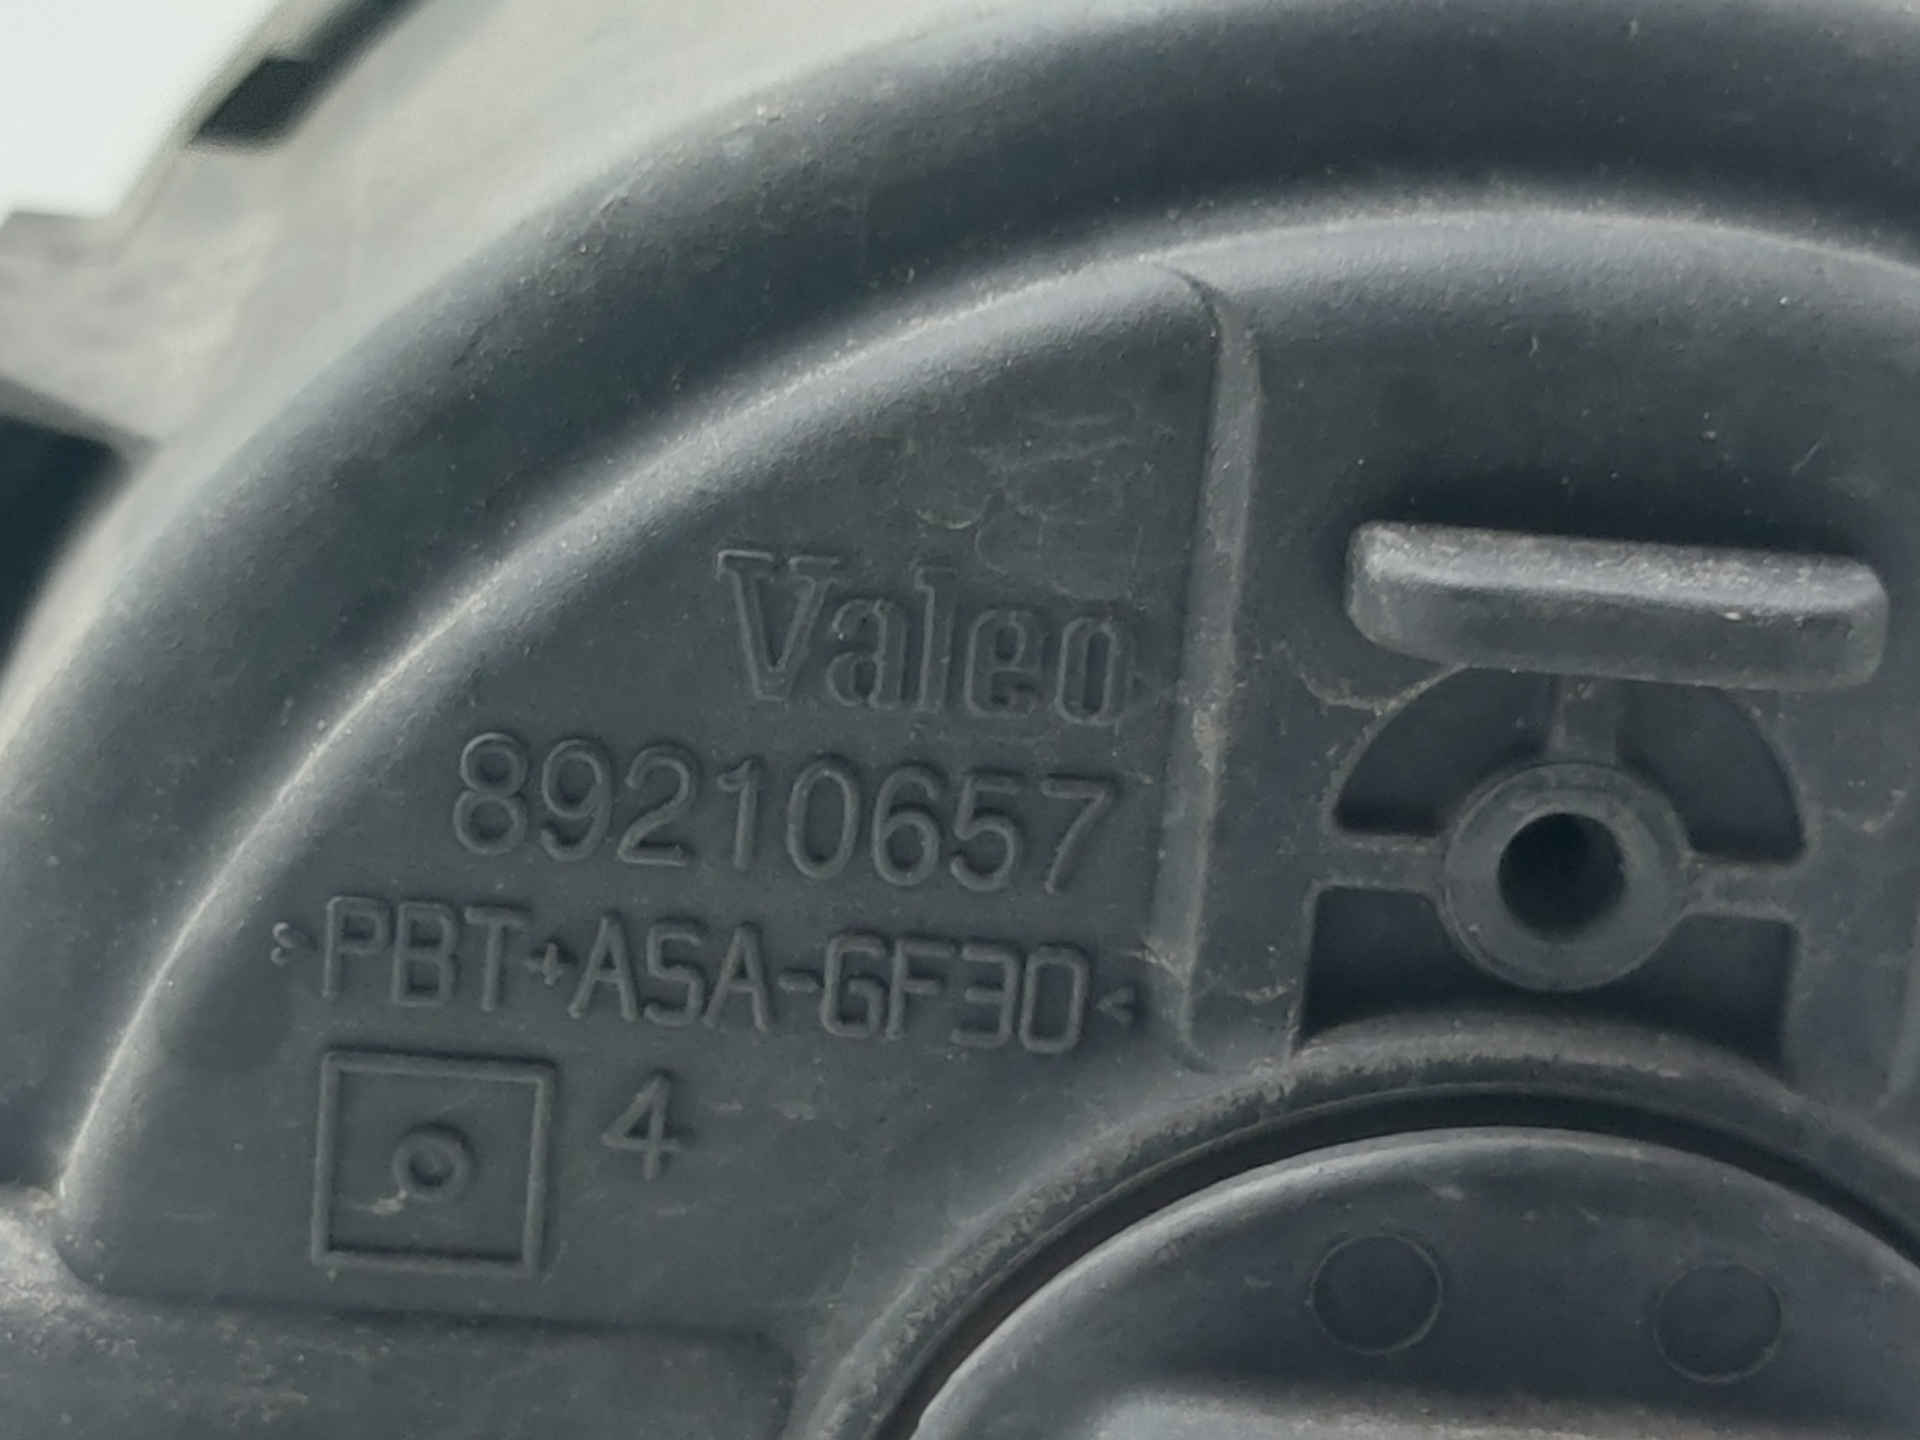 Valeo
89210657
>PBT+ASA-GF30<
4